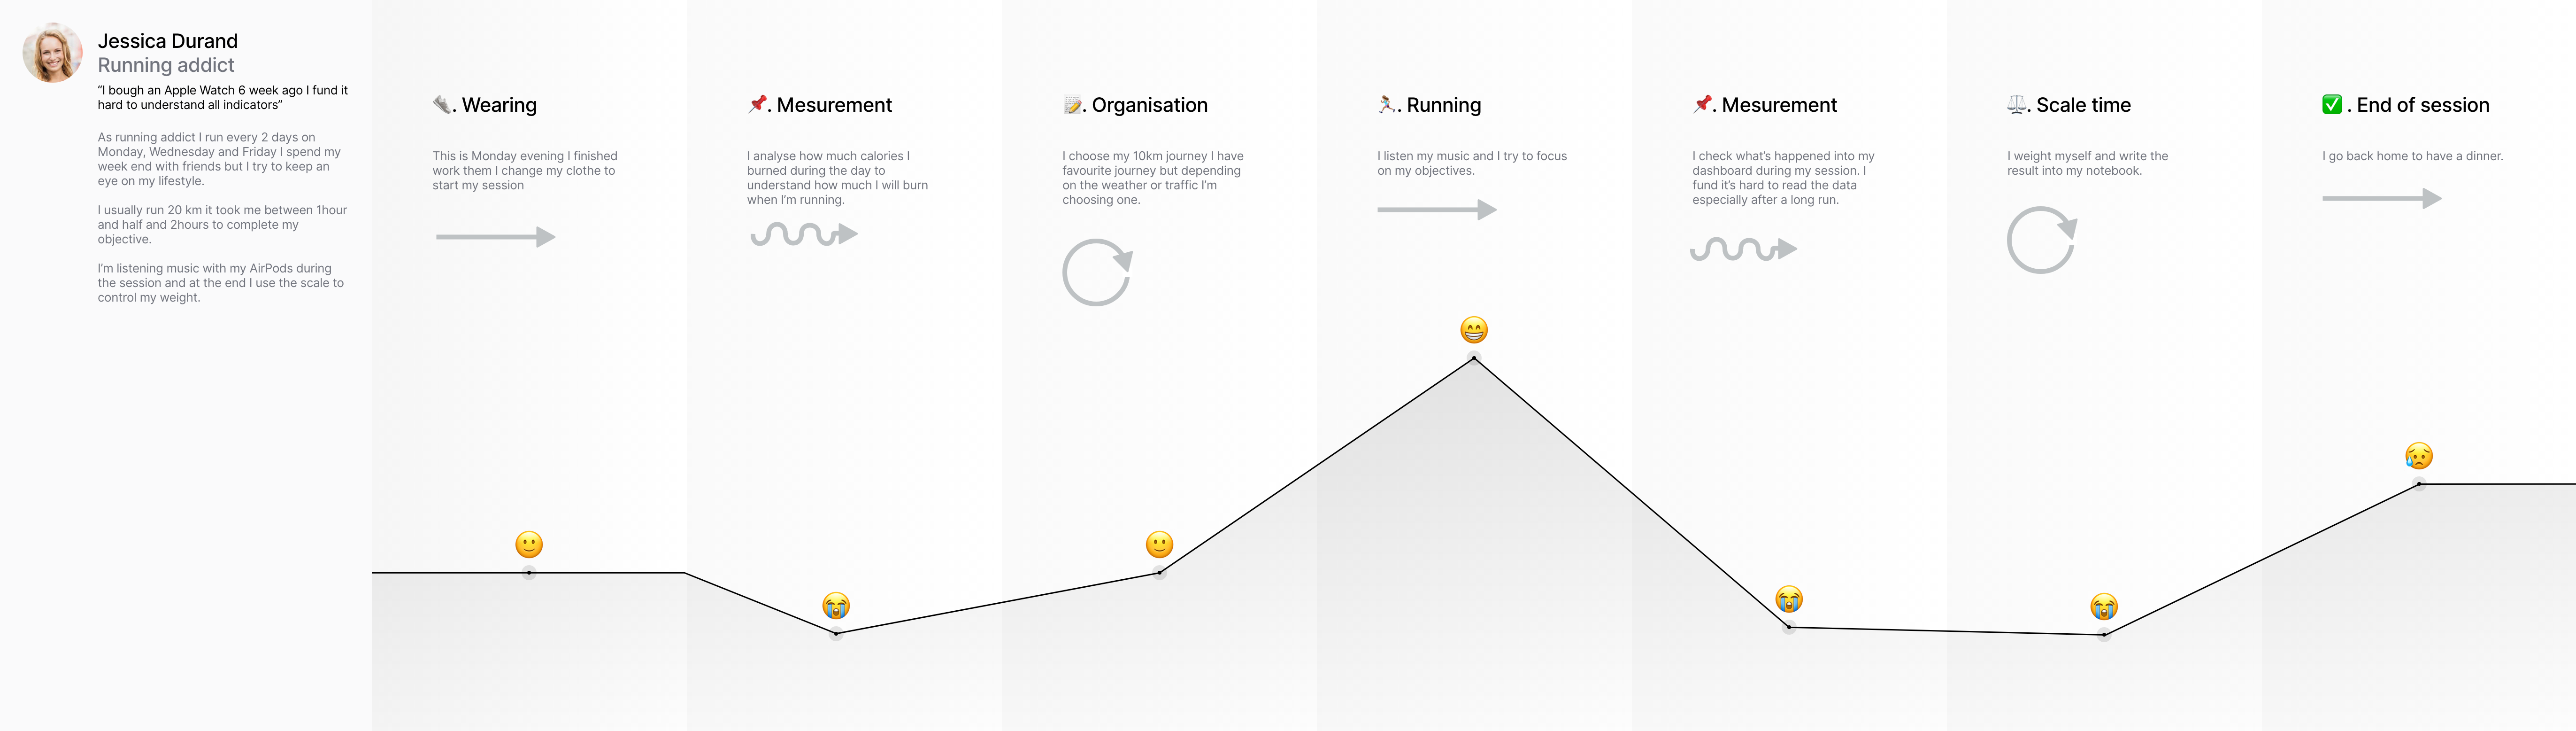 Jessica Durand
Running addict
“I bough an Apple Watch 6 week ago I fund it
hard to understand all indicators”
As running addict I run every 2 days on
Monday, Wednesday and Friday I spend my
week end with friends but I try to keep an
eye on my lifestyle.
I usually run 20 km it took me between 1hour
and half and 2hours to complete my
objective.
I’m listening music with my AirPods during
the session and at the end I use the scale to
control my weight.
. Wearing
This is Monday evening I finished
work them I change my clothe to
start my session
. Mesurement
I analyse how much calories I
burned during the day to
understand how much I will burn
when I’m running.
. Organisation
I choose my 10km journey I have
favourite journey but depending
on the weather or traffic I’m
choosing one.
. Running
I listen my music and I try to focus
on my objectives.
. Mesurement
I check what’s happened into my
dashboard during my session. I
fund it’s hard to read the data
especially after a long run.
. Scale time
I weight myself and write the
result into my notebook.
. End of session
I go back home to have a dinner.